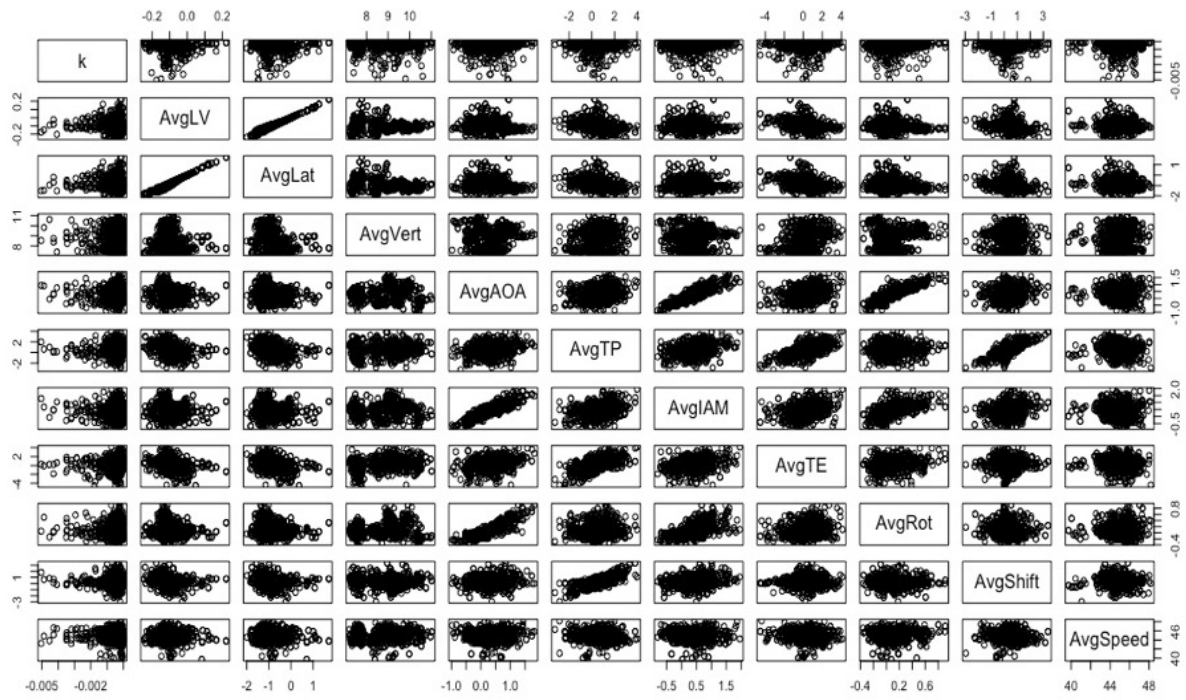 -0.2 0.0 0.2 8 9 10 -2 0 2 4 -4 0 2 4 -3 1 3
k
-0.005
0.2
-0.2
AvgLV
AvgLat
1
-2
11
8
AvgVert
AvgAOA
1.5
-1.0
2
-2
AvgTP
AvgIAM
2.0
-0.5
2
-4
AvgTE
AvgRot
0.8
-0.4
1
-3
AvgShift
AvgSpeed
46
40
-0.005 -0.002 -2 -1 0 1 -1.0 0.0 1.0 -0.5 0.5 1.5 -0.4 0.2 0.6 40 44 48